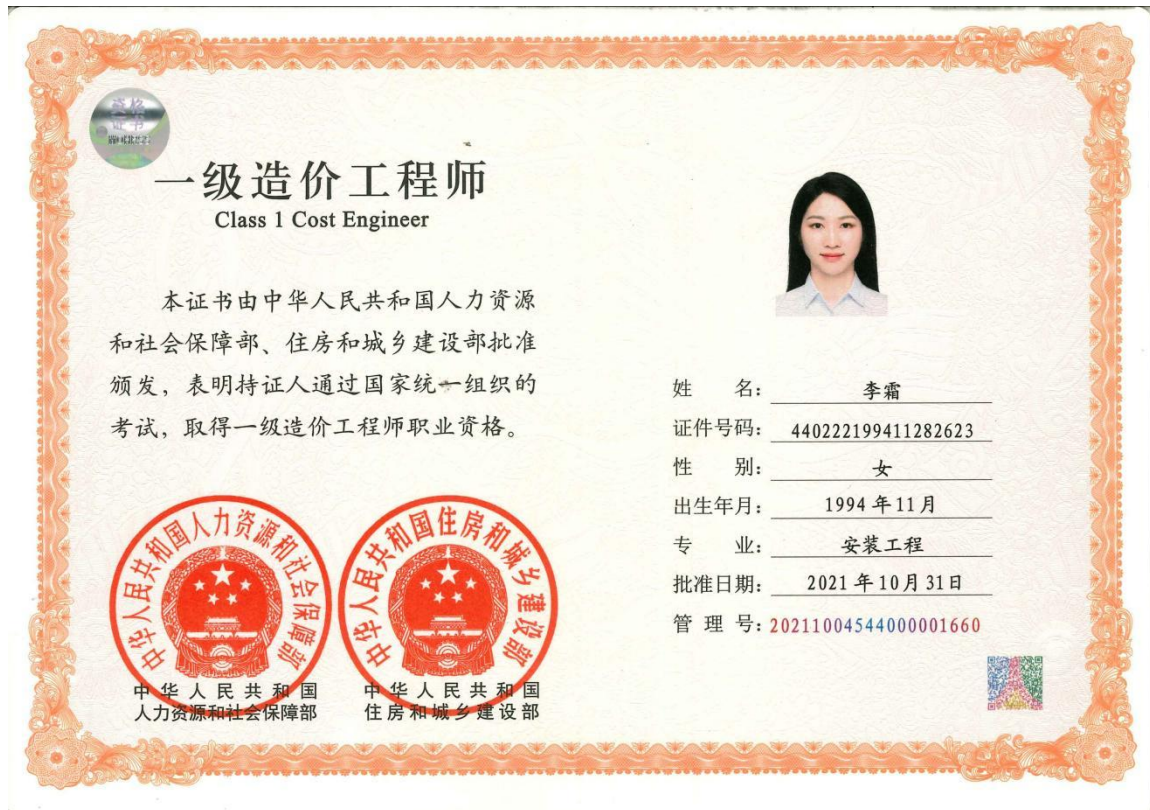 资格
证书
一级造价工程师
Class 1 Cost Engineer
本证书由中华人民共和国人力资源
和社会保障部、住房和城乡建设部批准
颁发，表明持证人通过国家统一组织的
考试，取得一级造价工程师职业资格。
中华人民共和国人力资源和社会保障部
中华人民共和国住房和城乡建设部
中华人民共和国
人力资源和社会保障部
中华人民共和国
住房和城乡建设部
姓 名： 李霜
证件号码： 440222199411282623
性 别： 女
出生年月： 1994年11月
专 业： 安装工程
批准日期： 2021年10月31日
管 理 号：20211004544000001660